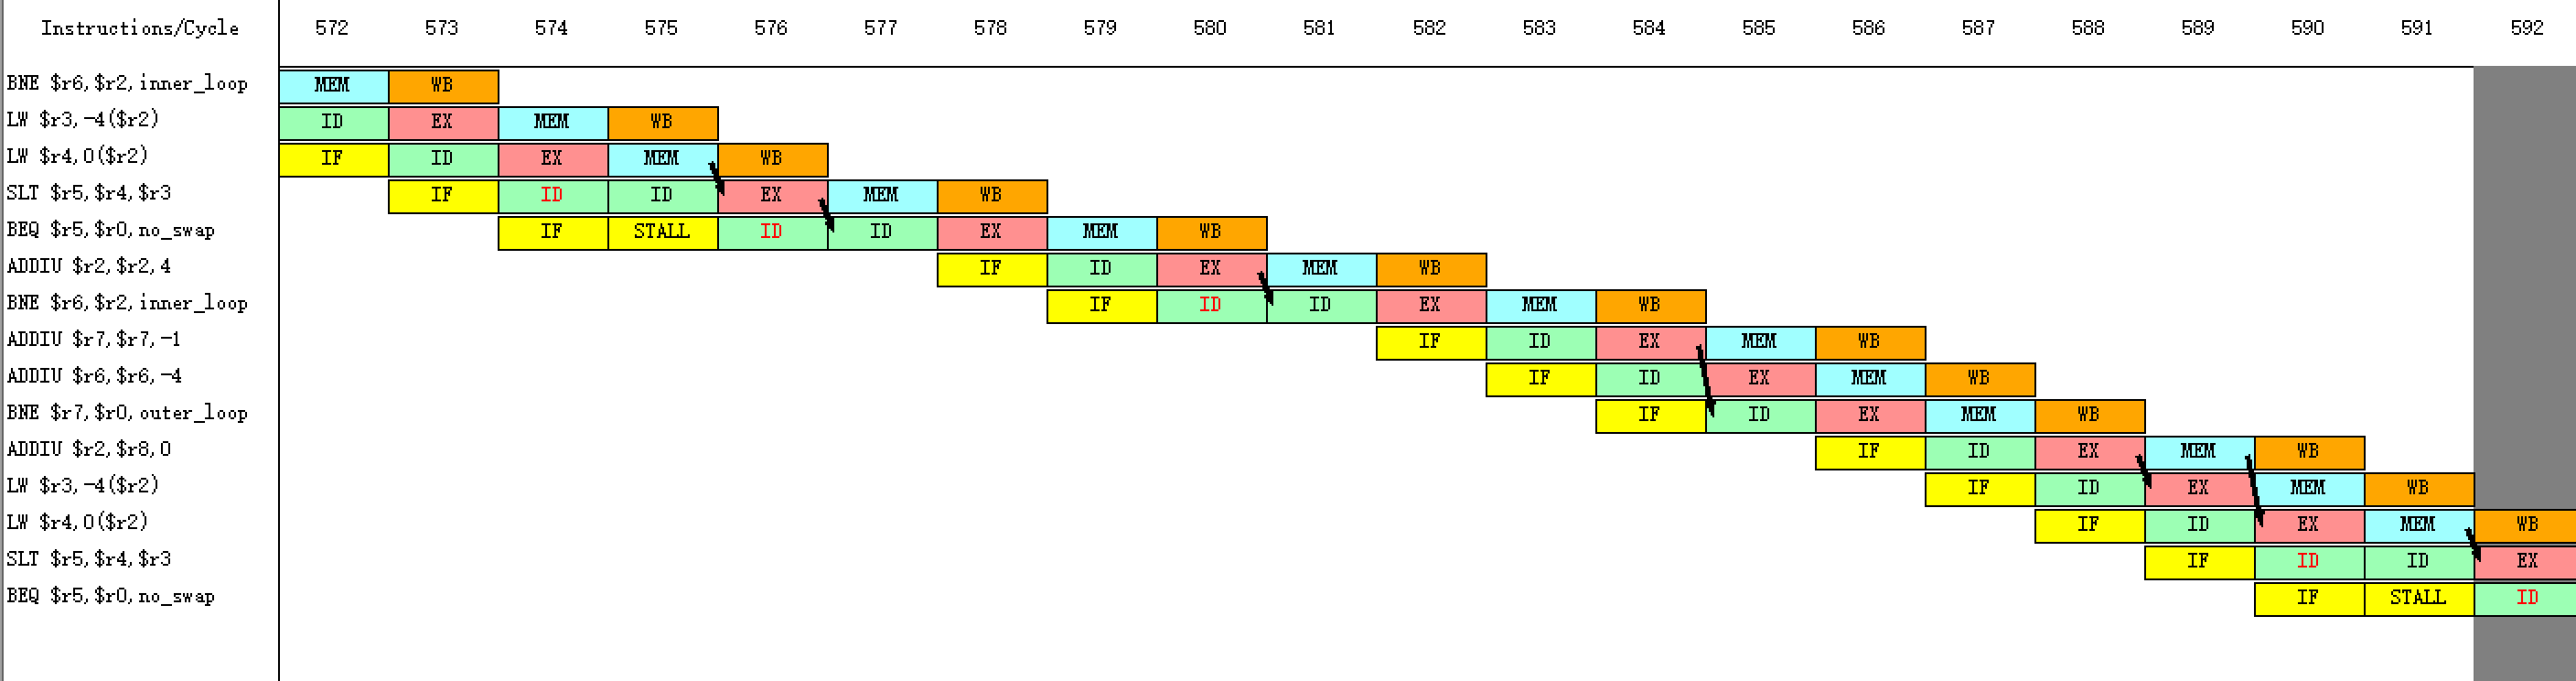 Instructions/Cycle 572 573 574 575 576 577 578 579 580 581 582 583 584 585 586 587 588 589 590 591 592
BNE $r6,$r2,inner_loop MEM WB
LW $r3,-4($r2) ID EX MEM WB
LW $r4,0($r2) IF ID EX MEM WB
SLT $r5,$r4,$r3 IF ID ID EX MEM WB
BEQ $r5,$r0,no_swap IF STALL ID ID EX MEM WB
ADDIU $r2,$r2,4 IF ID EX MEM WB
BNE $r6,$r2,inner_loop IF ID ID EX MEM WB
ADDIU $r7,$r7,-1 IF ID EX MEM WB
ADDIU $r6,$r6,-4 IF ID EX MEM WB
BNE $r7,$r0,outer_loop IF ID EX MEM WB
ADDIU $r2,$r8,0 IF ID EX MEM WB
LW $r3,-4($r2) IF ID EX MEM WB
LW $r4,0($r2) IF ID EX MEM WB
SLT $r5,$r4,$r3 IF ID ID EX
BEQ $r5,$r0,no_swap IF STALL ID